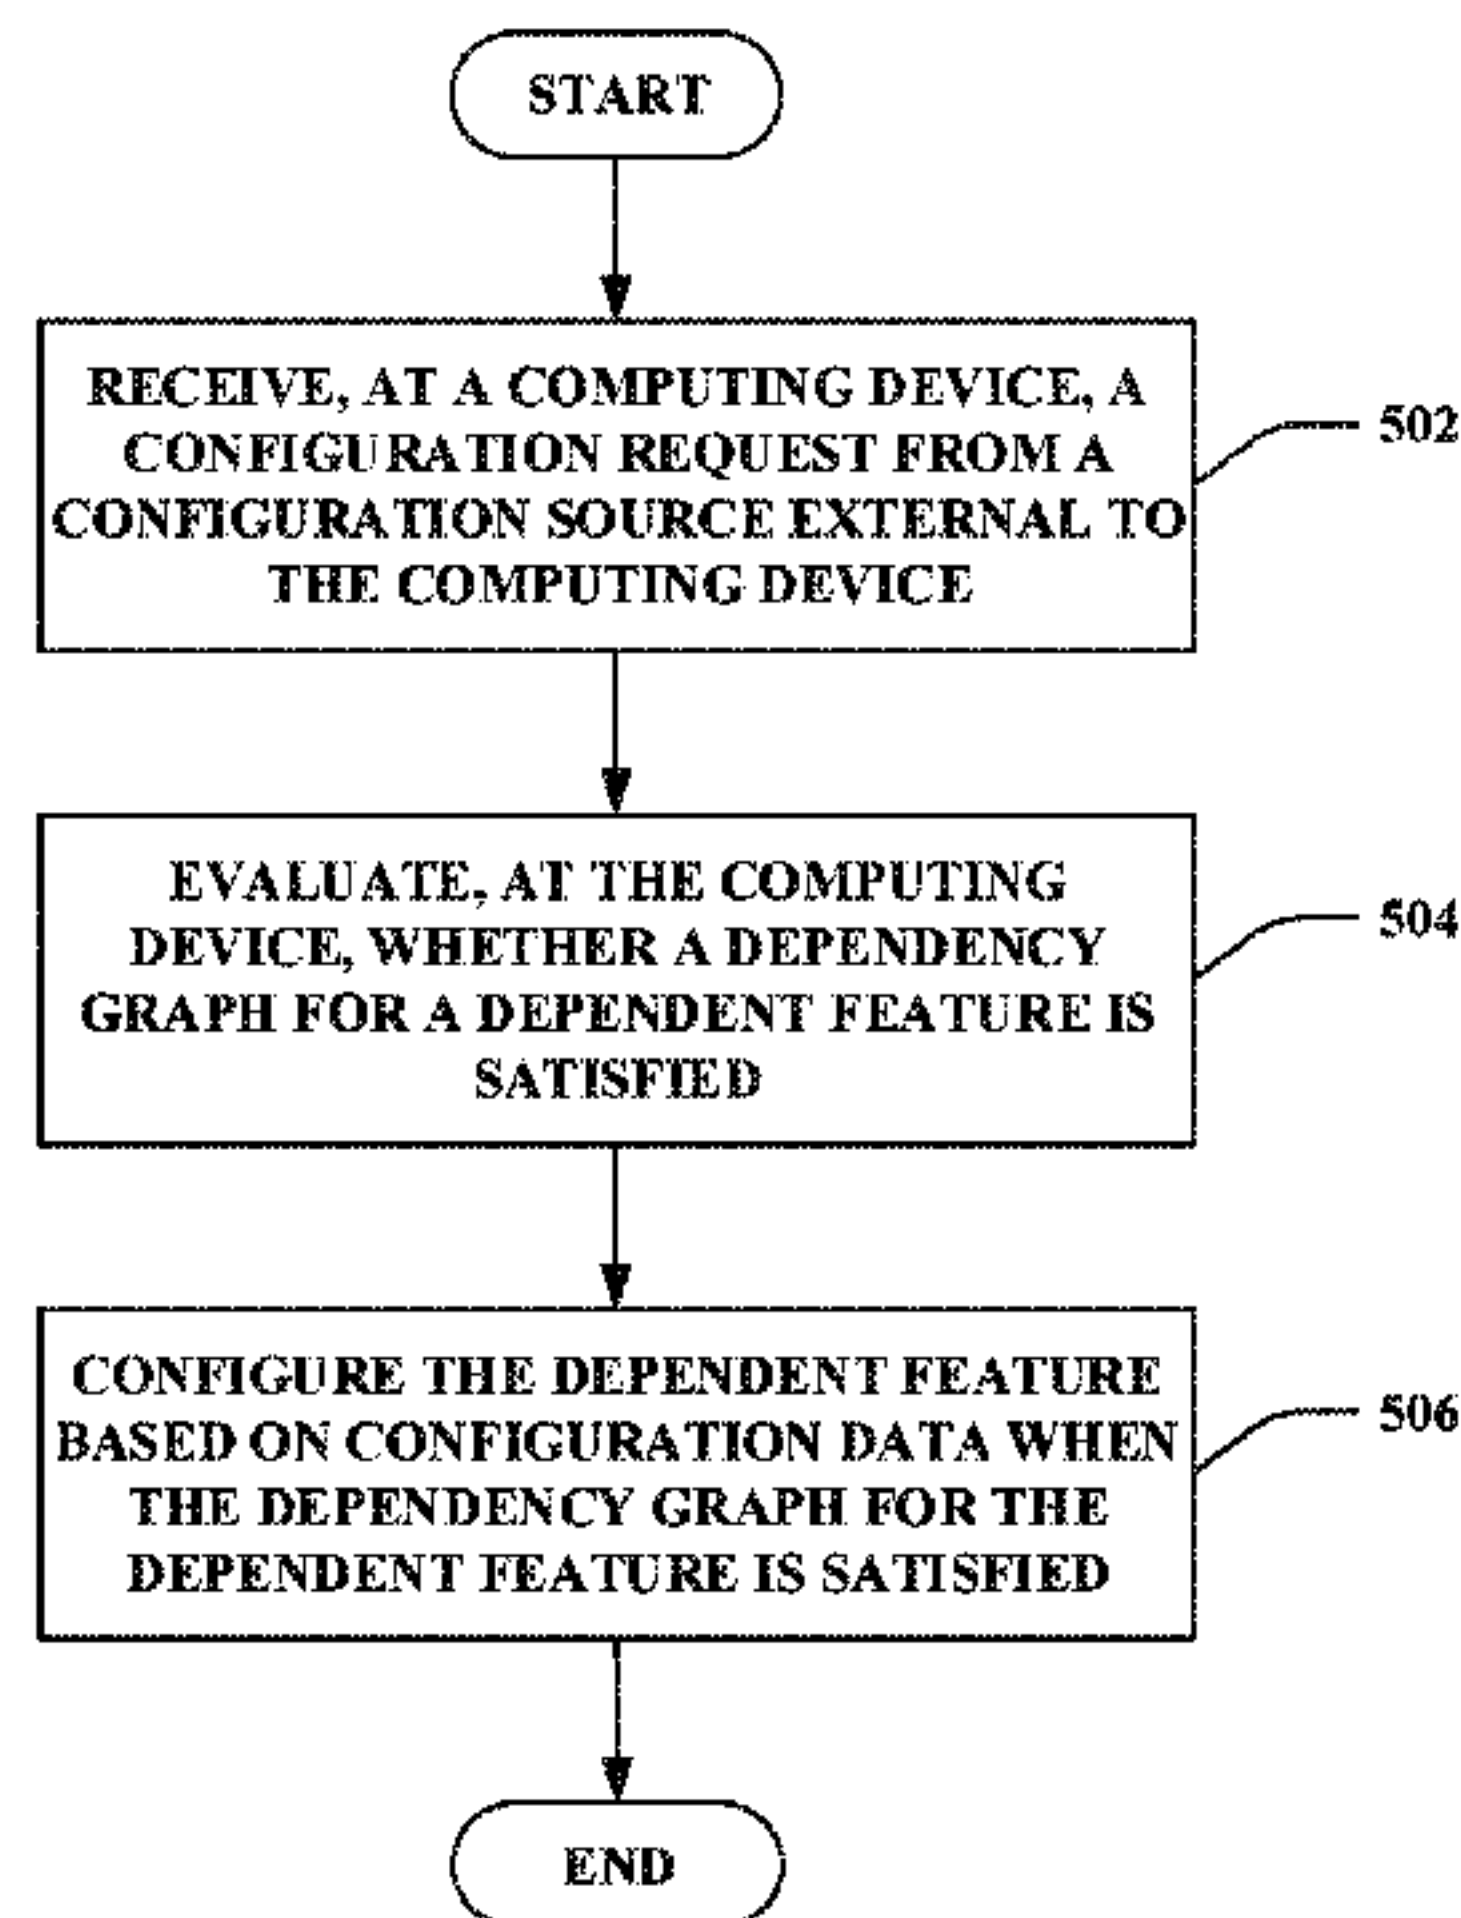 START
RECEIVE, AT A COMPUTING DEVICE, A
CONFIGURATION REQUEST FROM A
CONFIGURATION SOURCE EXTERNAL TO
THE COMPUTING DEVICE
502
EVALUATE, AT THE COMPUTING
DEVICE, WHETHER A DEPENDENCY
GRAPH FOR A DEPENDENT FEATURE IS
SATISFIED
504
CONFIGURE THE DEPENDENT FEATURE
BASED ON CONFIGURATION DATA WHEN
THE DEPENDENCY GRAPH FOR THE
DEPENDENT FEATURE IS SATISFIED
506
END